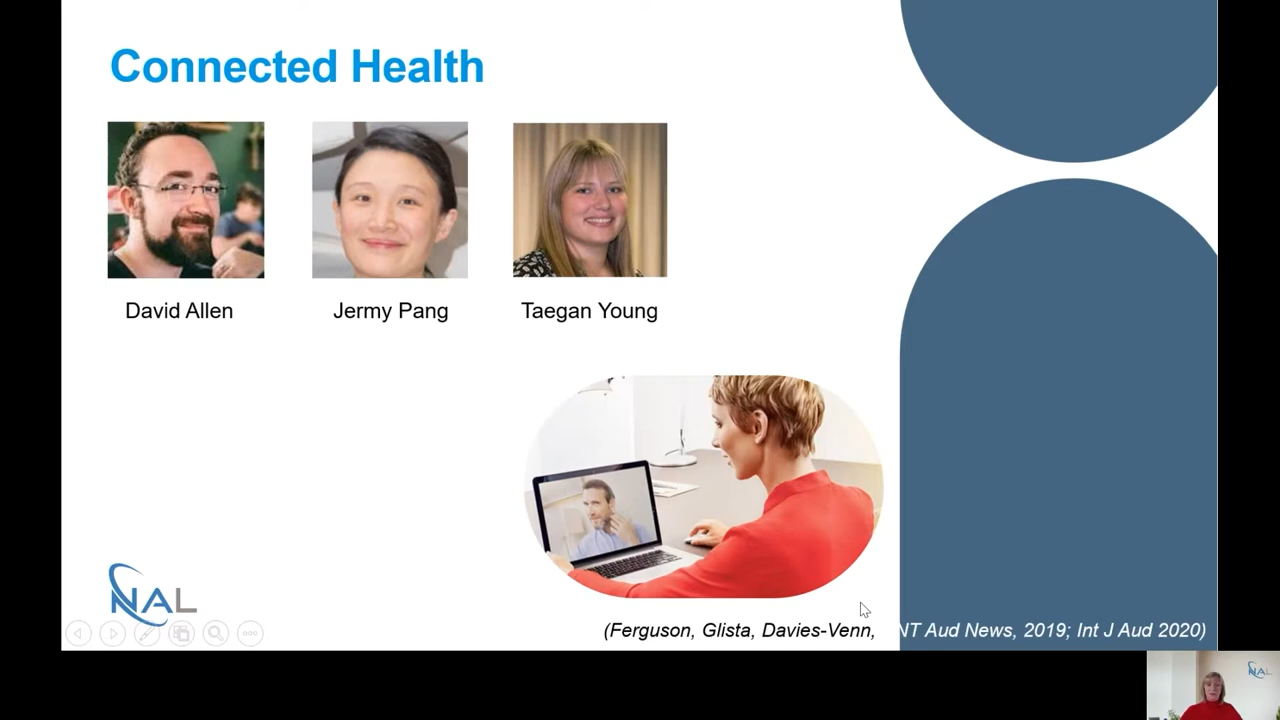 Connected Health
David Allen
Jermy Pang
Taegan Young
NAL
(Ferguson, Glista, Davies-Venn, NT Aud News, 2019; Int J Aud 2020)
NAL